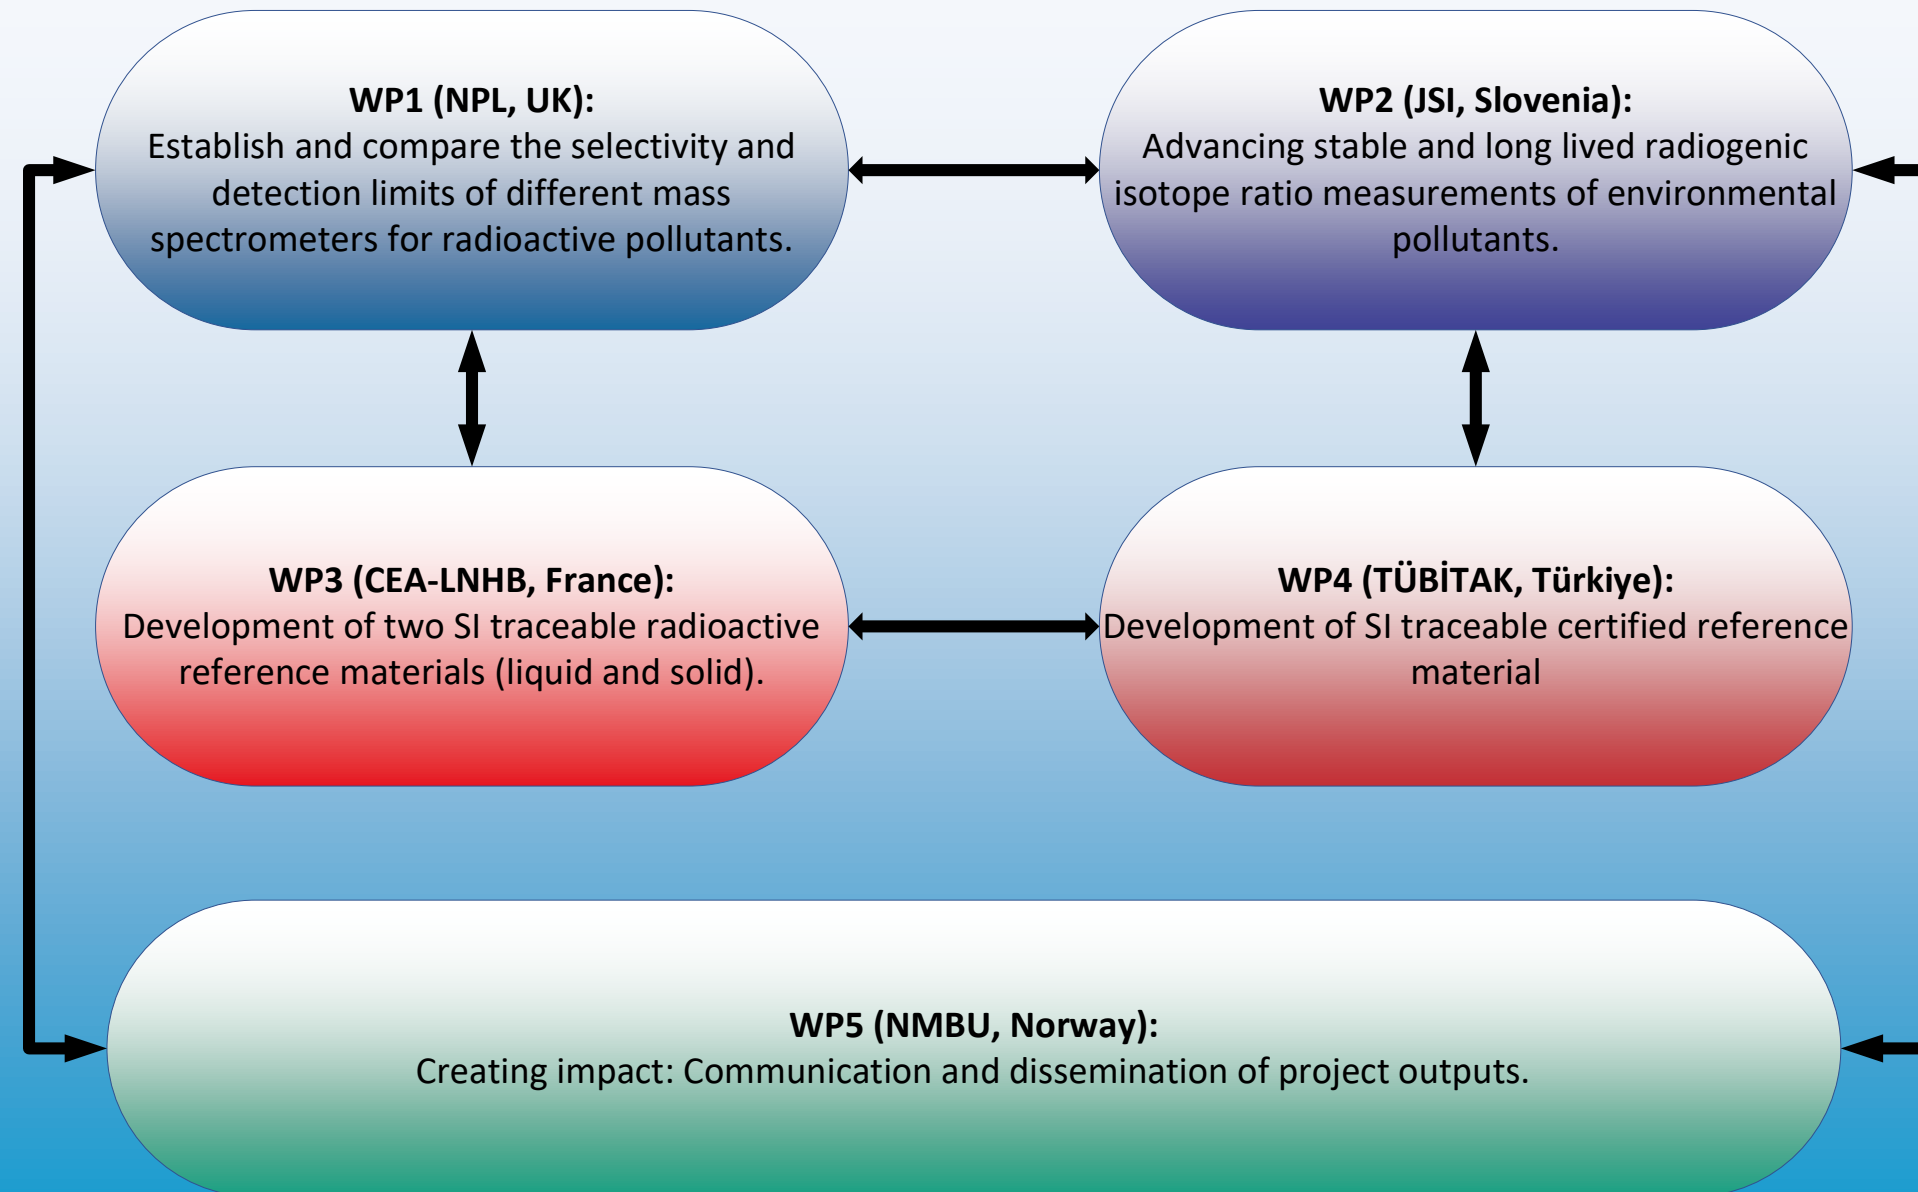 WP1 (NPL, UK):
Establish and compare the selectivity and
detection limits of different mass
spectrometers for radioactive pollutants.
WP2 (JSI, Slovenia):
Advancing stable and long lived radiogenic
isotope ratio measurements of environmental
pollutants.
WP3 (CEA-LNHB, France):
Development of two SI traceable radioactive
reference materials (liquid and solid).
WP4 (TÜBİTAK, Türkiye):
Development of SI traceable certified reference
material
WP5 (NMBU, Norway):
Creating impact: Communication and dissemination of project outputs.